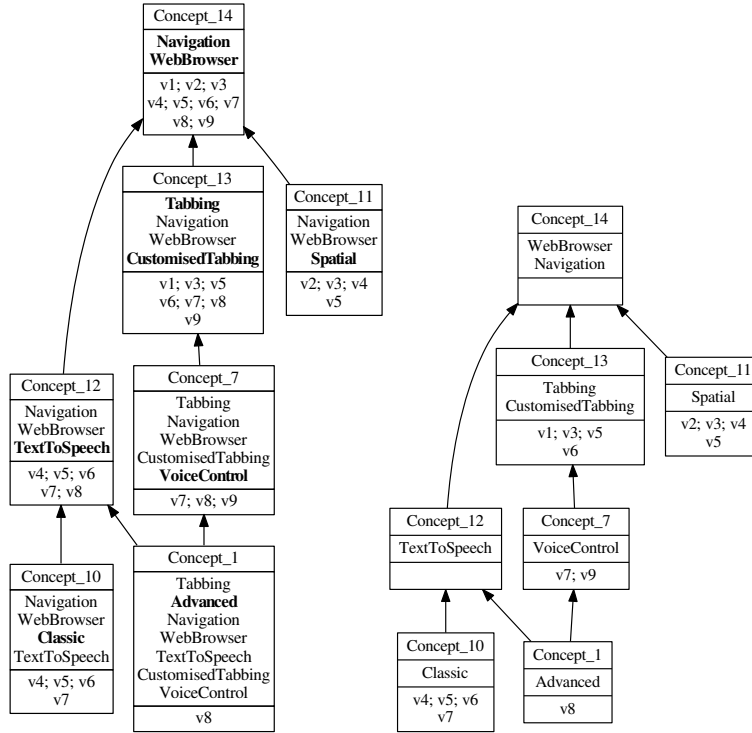 Concept_14
Navigation
WebBrowser
v1; v2; v3
v4; v5; v6; v7
v8; v9
Concept_13
Tabbing
Navigation
WebBrowser
CustomisedTabbing
v1; v3; v5
v6; v7; v8
v9
Concept_11
Navigation
WebBrowser
Spatial
v2; v3; v4
v5
Concept_12
Navigation
WebBrowser
TextToSpeech
v4; v5; v6
v7; v8
Concept_7
Tabbing
Navigation
WebBrowser
CustomisedTabbing
VoiceControl
v7; v8; v9
Concept_10
Navigation
WebBrowser
Classic
TextToSpeech
v4; v5; v6
v7
Concept_1
Tabbing
Advanced
Navigation
WebBrowser
TextToSpeech
CustomisedTabbing
VoiceControl
v8
Concept_14
WebBrowser
Navigation
Concept_13
Tabbing
CustomisedTabbing
v1; v3; v5
v6
Concept_11
Spatial
v2; v3; v4
v5
Concept_12
TextToSpeech
Concept_7
VoiceControl
v7; v9
Concept_10
Classic
v4; v5; v6
v7
Concept_1
Advanced
v8